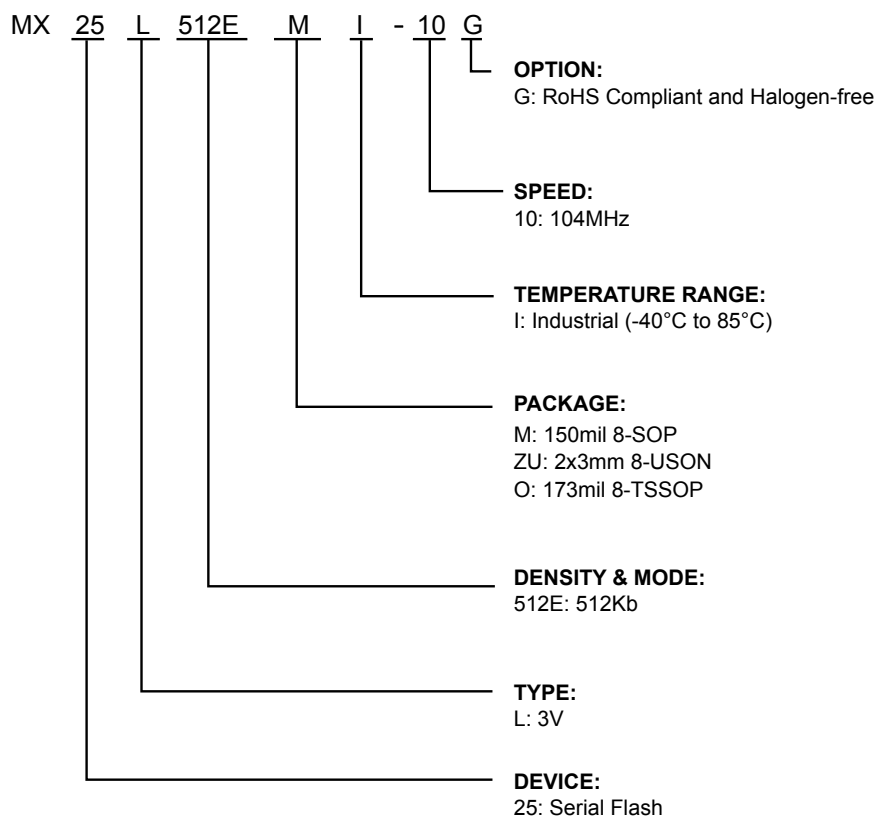 MX 25 L 512E M I - 10 G
OPTION:
G: RoHS Compliant and Halogen-free
SPEED:
10: 104MHz
TEMPERATURE RANGE:
I: Industrial (-40°C to 85°C)
PACKAGE:
M: 150mil 8-SOP
ZU: 2x3mm 8-USON
O: 173mil 8-TSSOP
DENSITY & MODE:
512E: 512Kb
TYPE:
L: 3V
DEVICE:
25: Serial Flash